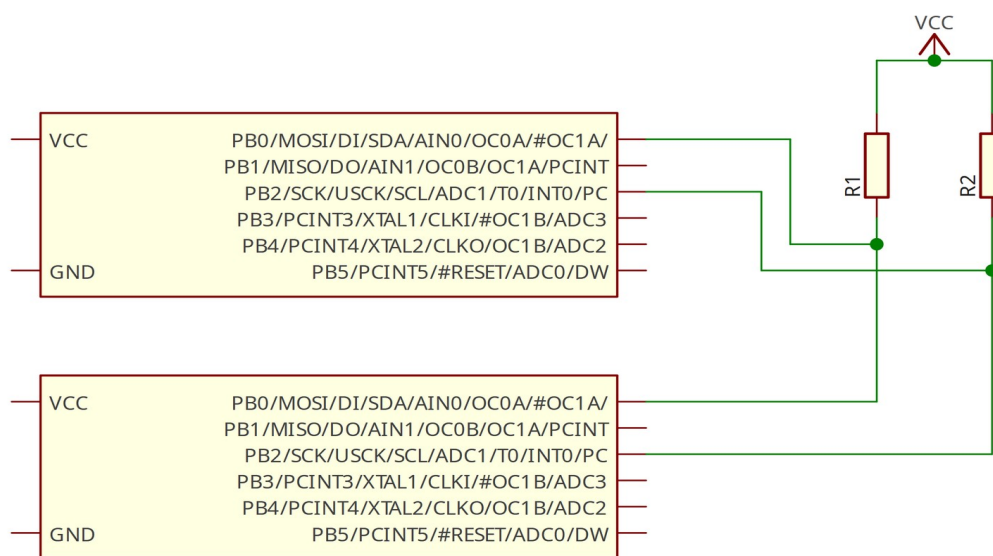 VCC
VCC
PB0/MOSI/DI/SDA/AIN0/OC0A/#OC1A/
PB1/MISO/DO/AIN1/OC0B/OC1A/PCINT
PB2/SCK/USCK/SCL/ADC1/T0/INT0/PC
PB3/PCINT3/XTAL1/CLKI/#OC1B/ADC3
PB4/PCINT4/XTAL2/CLKO/OC1B/ADC2
GND
PB5/PCINT5/#RESET/ADC0/DW
R1
R2
VCC
PB0/MOSI/DI/SDA/AIN0/OC0A/#OC1A/
PB1/MISO/DO/AIN1/OC0B/OC1A/PCINT
PB2/SCK/USCK/SCL/ADC1/T0/INT0/PC
PB3/PCINT3/XTAL1/CLKI/#OC1B/ADC3
PB4/PCINT4/XTAL2/CLKO/OC1B/ADC2
GND
PB5/PCINT5/#RESET/ADC0/DW